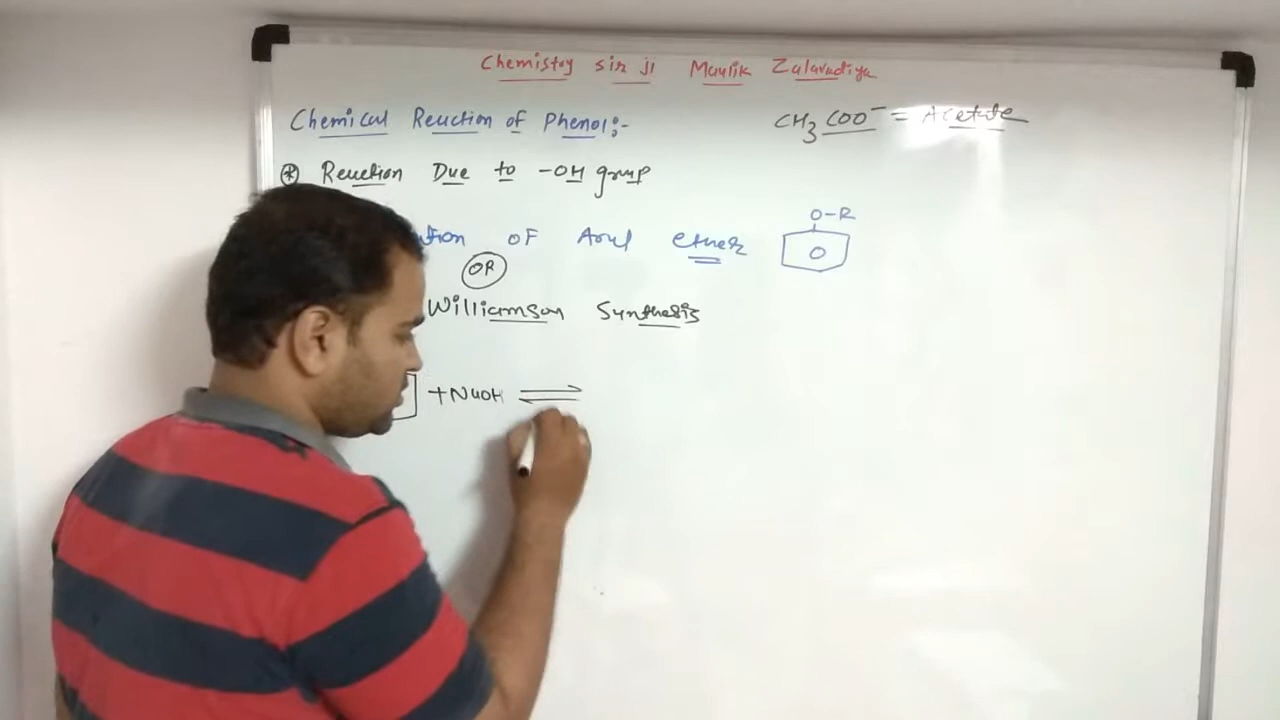 Chemistry sir ji Maulik Zalavadiya
Chemical Reaction of Phenol:-
CH3COO⁻ = Acetate
* Reaction Due to -OH group
tion OF Aryl ether
O-R
OR
Williamson Synthesis
+ NaOH ⇌